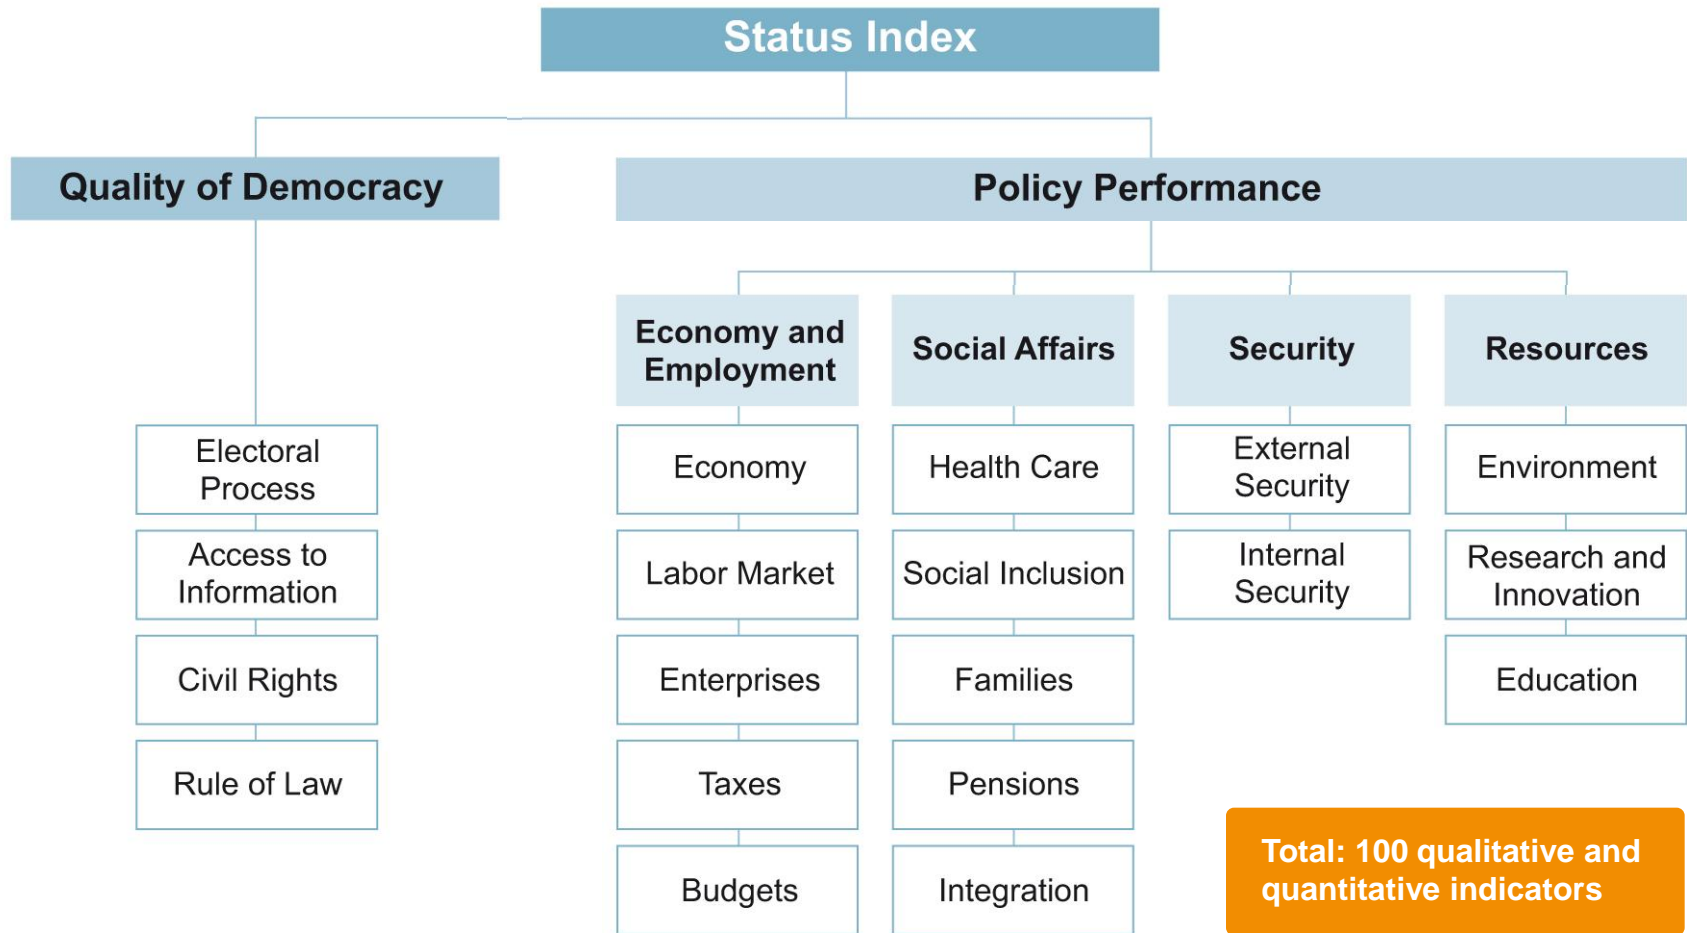 Status Index
Quality of Democracy
Policy Performance
Electoral
Process
Access to
Information
Civil Rights
Rule of Law
Economy and
Employment
Economy
Labor Market
Enterprises
Taxes
Budgets
Social Affairs
Health Care
Social Inclusion
Families
Pensions
Integration
Security
External
Security
Internal
Security
Resources
Environment
Research and
Innovation
Education
Total: 100 qualitative and
quantitative indicators